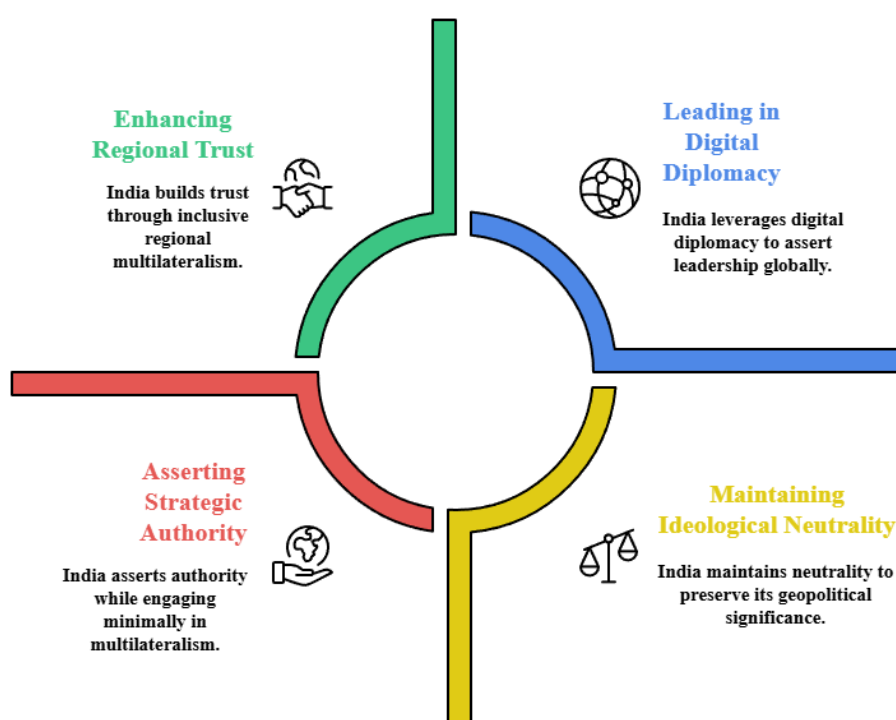 Enhancing
Regional Trust
India builds trust
through inclusive
regional
multilateralism.
Leading in
Digital
Diplomacy
India leverages digital
diplomacy to assert
leadership globally.
Asserting
Strategic
Authority
India asserts authority
while engaging
minimally in
multilateralism.
Maintaining
Ideological Neutrality
India maintains neutrality to
preserve its geopolitical
significance.